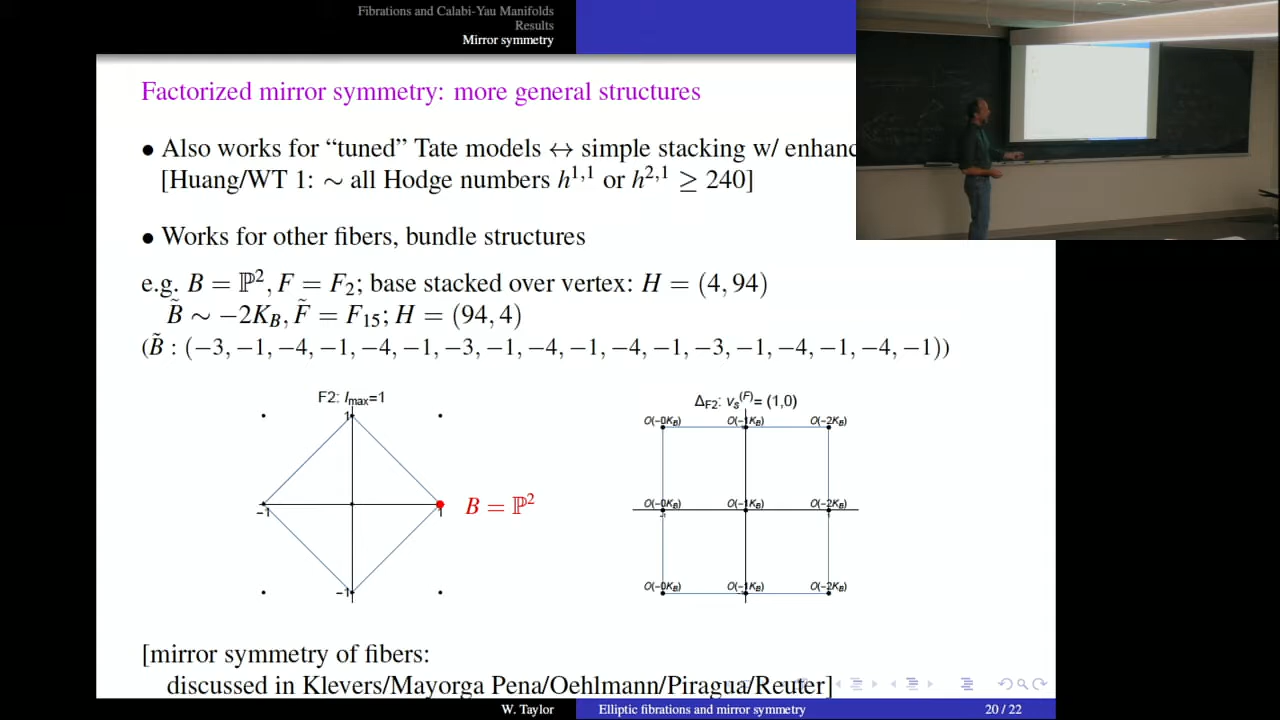 Fibrations and Calabi-Yau Manifolds
Results
Mirror symmetry
Factorized mirror symmetry: more general structures
• Also works for “tuned” Tate models ↔ simple stacking w/ enhanc
[Huang/WT 1: ∼ all Hodge numbers h^{1,1} or h^{2,1} ≥ 240]
• Works for other fibers, bundle structures
e.g. B = ℙ², F = F₂; base stacked over vertex: H = (4, 94)
B̃ ∼ −2K_B, F̃ = F₁₅; H = (94, 4)
(B̃ : (−3, −1, −4, −1, −4, −1, −3, −1, −4, −1, −4, −1, −3, −1, −4, −1, −4, −1))
F2: l_max=1
1
−1
1
−1
B = ℙ²
Δ_F2: v_s^(F)= (1,0)
O(−0K_B) O(−1K_B) O(−2K_B)
O(−0K_B) O(−1K_B) O(−2K_B)
O(−0K_B) O(−1K_B) O(−2K_B)
[mirror symmetry of fibers:
discussed in Klevers/Mayorga Pena/Oehlmann/Piragua/Reuter]
W. Taylor Elliptic fibrations and mirror symmetry 20 / 22